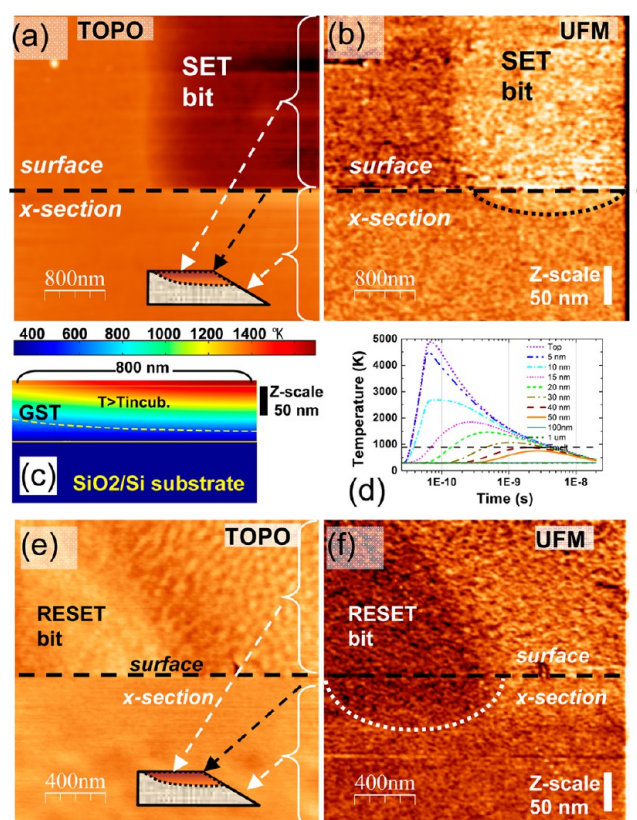 (a) TOPO
SET
bit
surface
x-section
800nm
(b) UFM
SET
bit
surface
x-section
800nm
Z-scale
50 nm
400 600 800 1000 1200 1400 °K
800 nm
T>Tincub.
GST
Z-scale
50 nm
(c) SiO2/Si substrate
Temperature (K)
5000
4000
3000
2000
1000
0
Top
5 nm
10 nm
15 nm
20 nm
30 nm
40 nm
50 nm
100nm
1 um
1E-10 1E-9 1E-8
(d) Time (s)
(e) TOPO
RESET
bit
surface
x-section
400nm
(f) UFM
RESET
bit
surface
x-section
400nm
Z-scale
50 nm